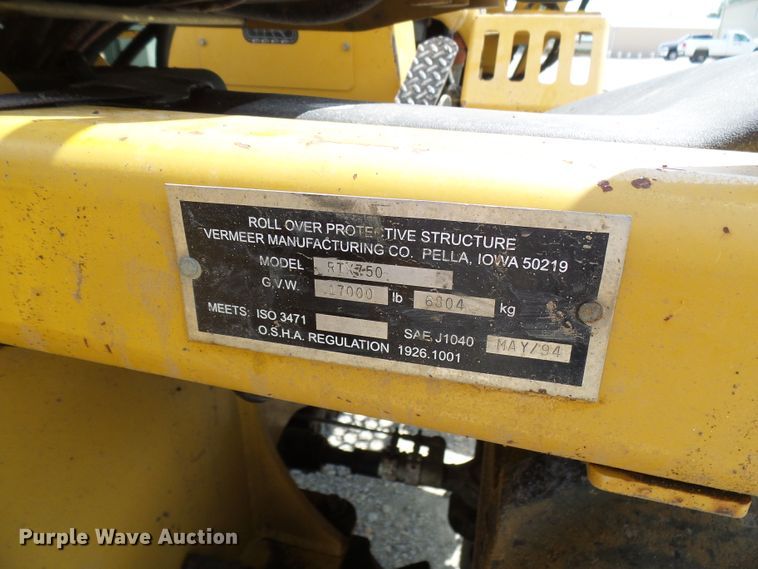 ROLL OVER PROTECTIVE STRUCTURE
VERMEER MANUFACTURING CO. PELLA, IOWA 50219
MODEL RTX750
G.V.W. 17000 lb 6804 kg
MEETS: ISO 3471 SAE J1040 MAY/94
O.S.H.A. REGULATION 1926.1001
Purple Wave Auction®